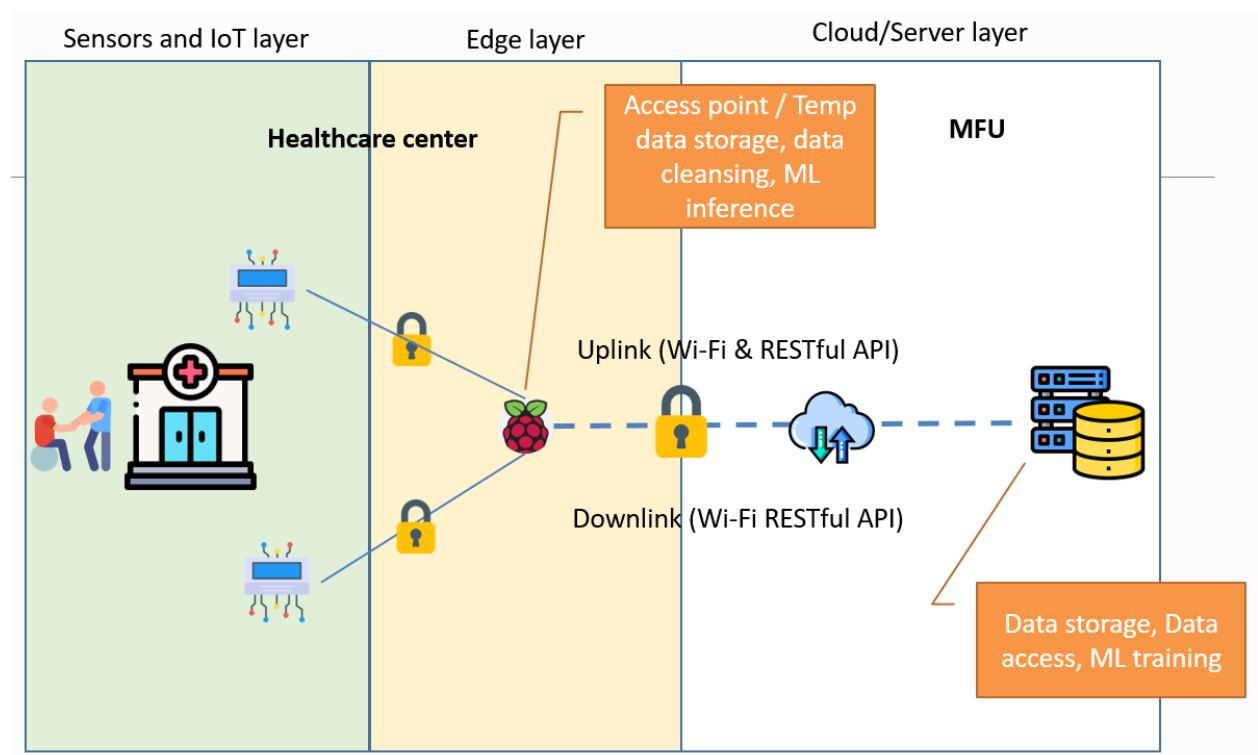 Sensors and IoT layer
Edge layer
Cloud/Server layer
Healthcare center
Access point / Temp
data storage, data
cleansing, ML
inference
MFU
Uplink (Wi-Fi & RESTful API)
Downlink (Wi-Fi RESTful API)
Data storage, Data
access, ML training